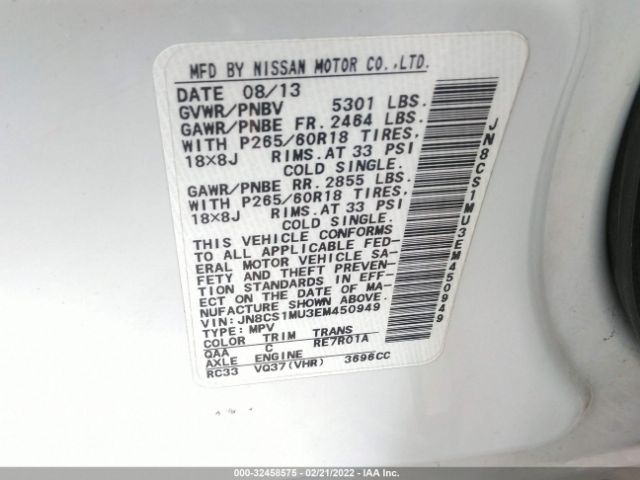 MFD BY NISSAN MOTOR CO.,LTD.
DATE 08/13
GVWR/PNBV 5301 LBS.
GAWR/PNBE FR. 2464 LBS.
WITH P265/60R18 TIRES,
18×8J RIMS.AT 33 PSI
COLD SINGLE.
GAWR/PNBE RR. 2855 LBS.
WITH P265/60R18 TIRES,
18×8J RIMS.AT 33 PSI
COLD SINGLE.
THIS VEHICLE CONFORMS
TO ALL APPLICABLE FED-
ERAL MOTOR VEHICLE SA-
FETY AND THEFT PREVEN-
TION STANDARDS IN EFF-
ECT ON THE DATE OF MA-
NUFACTURE SHOWN ABOVE.
VIN: JN8CS1MU3EM450949
TYPE: MPV
COLOR TRIM TRANS
QAA C RE7R01A
AXLE ENGINE
RC33 VQ37(VHR) 3696CC
JN8CS1MU3EM450949
000-32458575 - 02/21/2022 - IAA Inc.